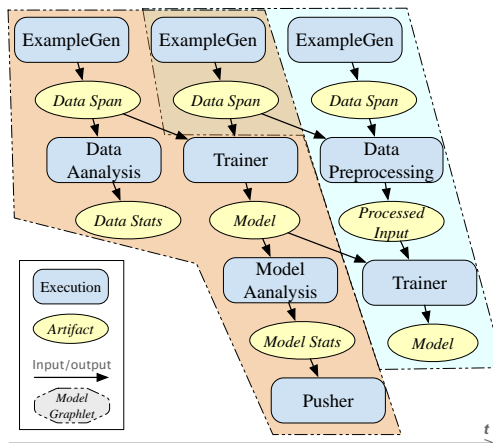 ExampleGen
ExampleGen
ExampleGen
Data Span
Data Span
Data Span
Data
Aanalysis
Trainer
Data
Preprocessing
Data Stats
Model
Processed
Input
Model
Aanalysis
Trainer
Model Stats
Model
Pusher
Execution
Artifact
Input/output
Model
Graphlet
t